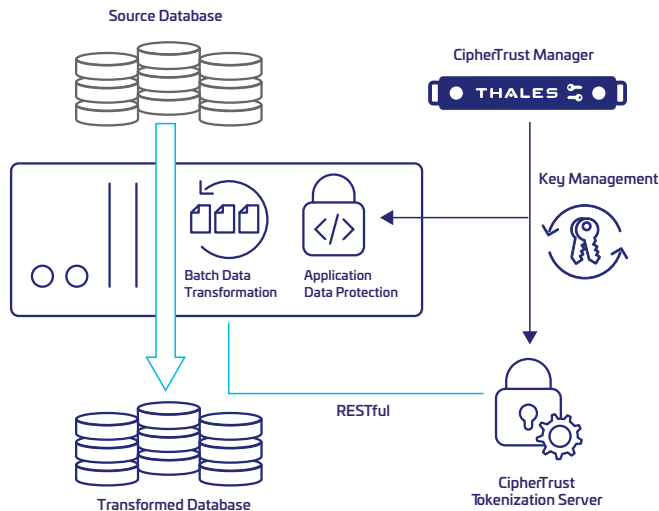 Source Database
CipherTrust Manager
THALES
Key Management
Batch Data
Transformation
Application
Data Protection
</>
RESTful
CipherTrust
Tokenization Server
Transformed Database